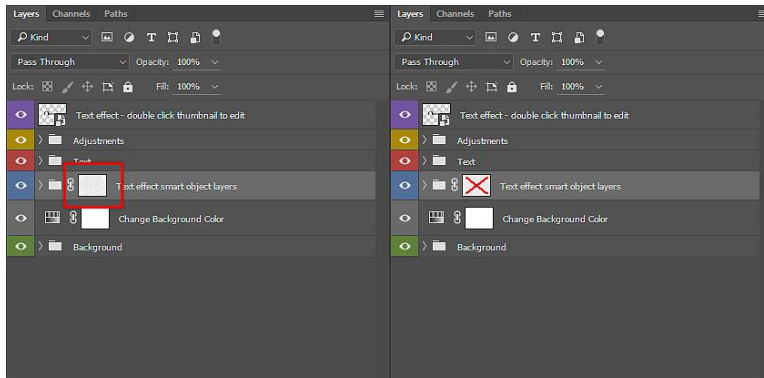 Layers Channels Paths
Kind T
Pass Through Opacity: 100%
Lock: Fill: 100%
Text effect - double click thumbnail to edit
Adjustments
Text
Text effect smart object layers
Change Background Color
Background
Layers Channels Paths
Kind T
Pass Through Opacity: 100%
Lock: Fill: 100%
Text effect - double click thumbnail to edit
Adjustments
Text
Text effect smart object layers
Change Background Color
Background